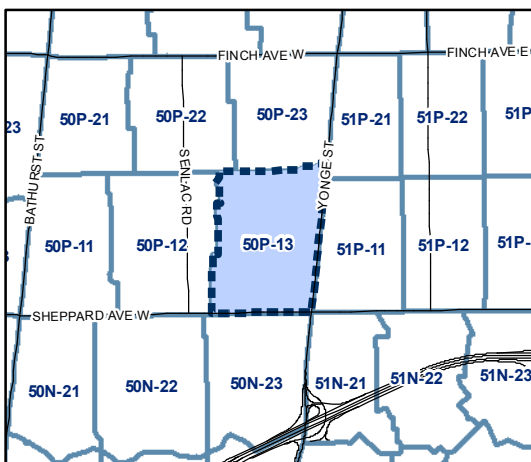 FINCH AVE W
FINCH AVE E
23
50P-21
50P-22
50P-23
51P-21
51P-22
51P
BATHURST ST
SENLAC RD
YONGE ST
50P-11
50P-12
50P-13
51P-11
51P-12
51P-
SHEPPARD AVE W
50N-21
50N-22
50N-23
51N-21
51N-22
51N-23